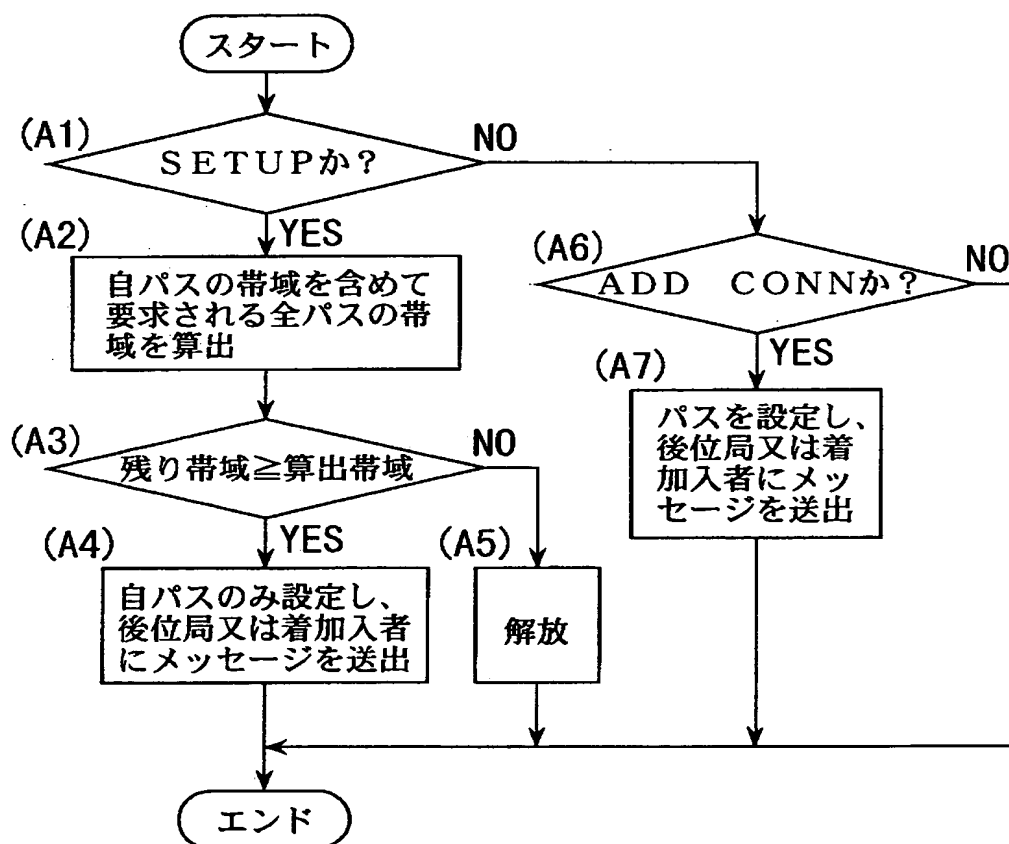 スタート
(A1)
SETUPか？
NO
YES
(A2)
自パスの帯域を含めて
要求される全パスの帯
域を算出
(A3)
残り帯域≧算出帯域
NO
YES
(A4)
自パスのみ設定し、
後位局又は着加入者
にメッセージを送出
(A5)
解放
(A6)
ADD CONNか？
NO
YES
(A7)
パスを設定し、
後位局又は着
加入者にメッ
セージを送出
エンド